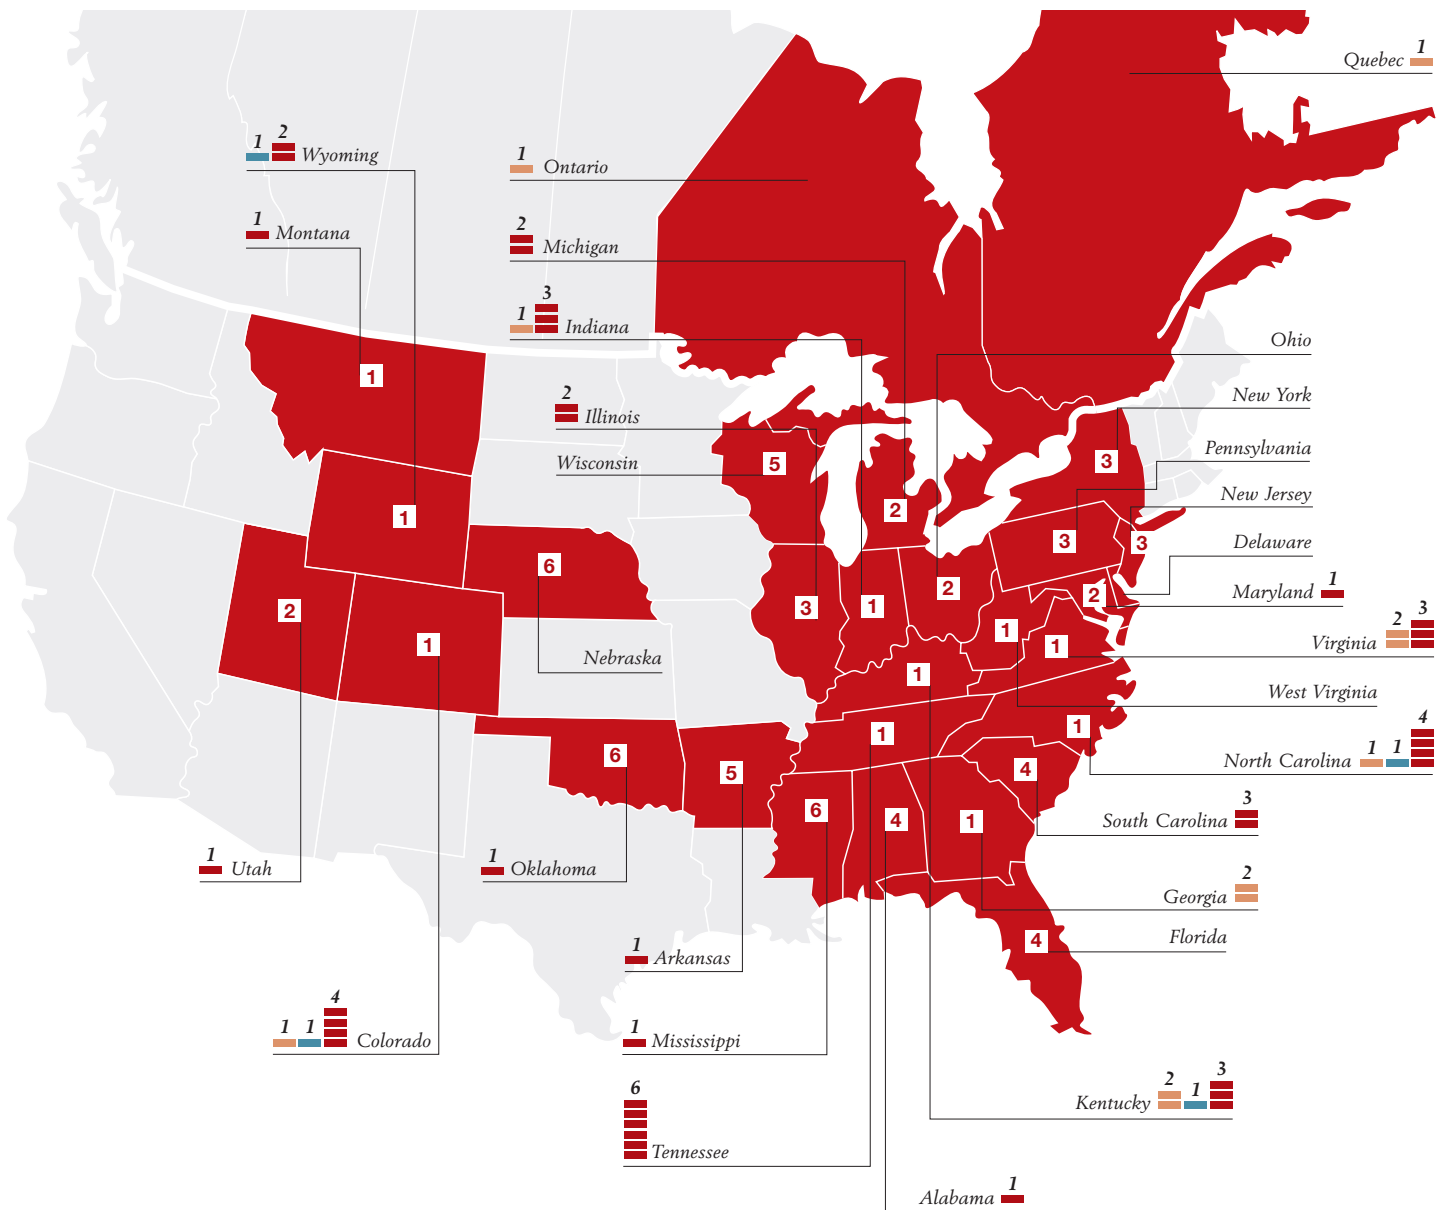 1
Quebec
1 2
Wyoming
1
Ontario
1
Montana
2
Michigan
1 3
Indiana
Ohio
1
New York
2
Illinois
Pennsylvania
Wisconsin
5
3
New Jersey
2
1
3
3
Delaware
6
2
Maryland
1
2
3
1
2
1
1
2 3
Virginia
1
Nebraska
1
West Virginia
1
1
4
North Carolina
1 1
6
5
4
6
4
1
South Carolina
3
1
Utah
1
Oklahoma
2
Georgia
4
Florida
1
Arkansas
1 1 4
Colorado
1
Mississippi
6
Tennessee
Kentucky
2 1 3
Alabama
1